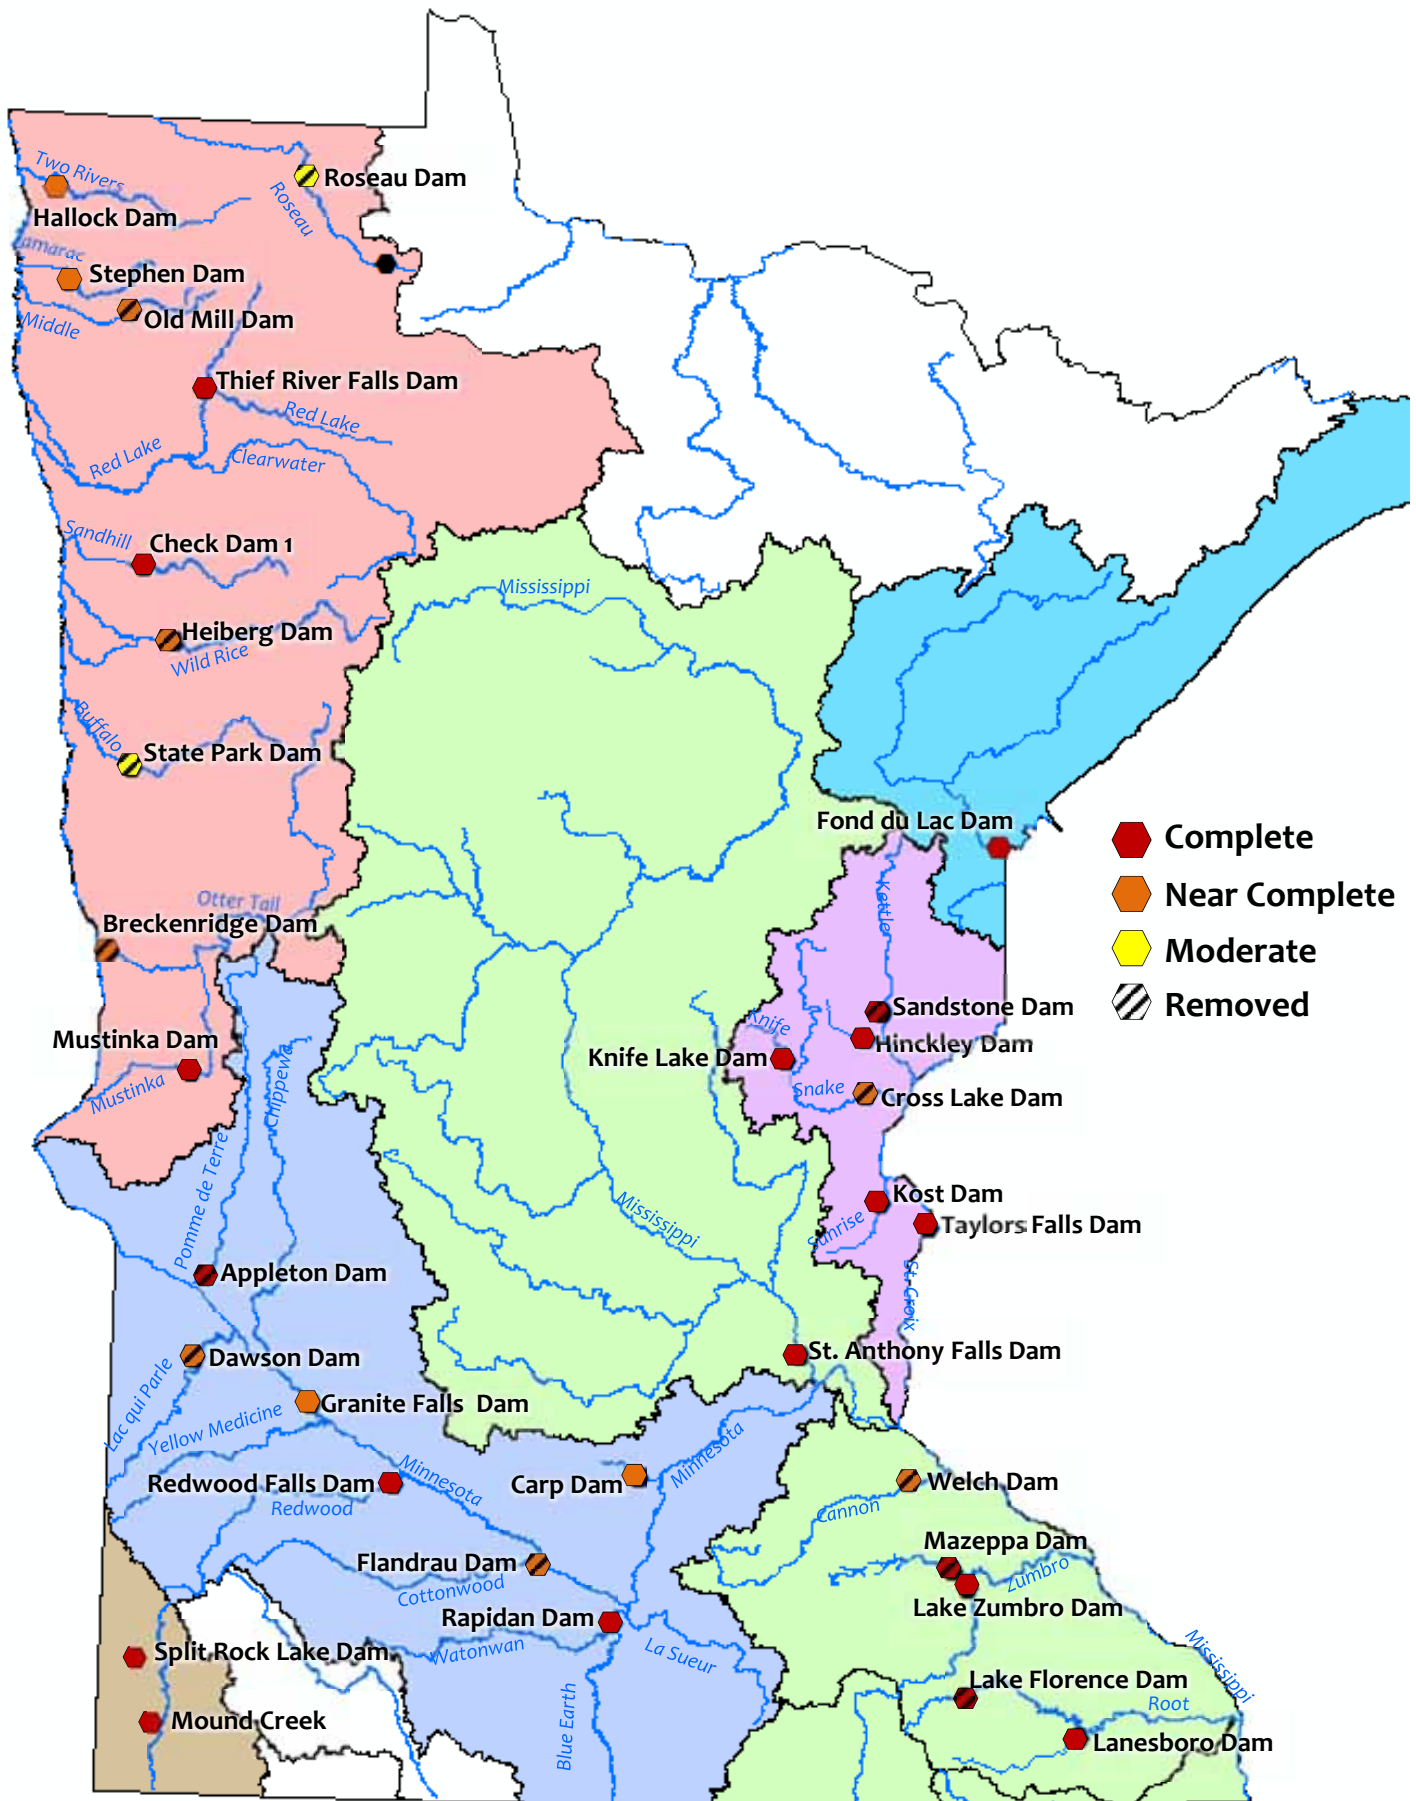 Two Rivers
Roseau Dam
Roseau
Hallock Dam
Stephen Dam
Old Mill Dam
Middle
Thief River Falls Dam
Red Lake
Red Lake
Clearwater
Sandhill
Check Dam 1
Mississippi
Heiberg Dam
Wild Rice
Buffalo
State Park Dam
Fond du Lac Dam
Complete
Near Complete
Moderate
Removed
Kettle
Otter Tail
Breckenridge Dam
Sandstone Dam
Knife
Hinckley Dam
Mustinka Dam
Knife Lake Dam
Mustinka
Chippewa
Snake
Cross Lake Dam
Pomme de Terre
Kost Dam
Mississippi
Sunrise
Taylors Falls Dam
Appleton Dam
St. Croix
Dawson Dam
St. Anthony Falls Dam
Lac qui Parle
Granite Falls Dam
Yellow Medicine
Minnesota
Minnesota
Redwood Falls Dam
Carp Dam
Welch Dam
Redwood
Cannon
Mazeppa Dam
Flandrau Dam
Zumbro
Cottonwood
Lake Zumbro Dam
Rapidan Dam
Split Rock Lake Dam
Watonwan
La Sueur
Mississippi
Lake Florence Dam
Root
Mound Creek
Blue Earth
Lanesboro Dam